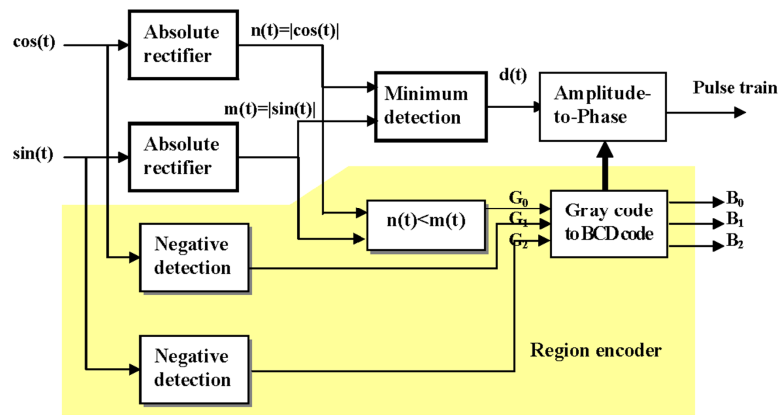 cos(t)
Absolute
rectifier
n(t)=|cos(t)|
Minimum
detection
d(t)
Amplitude-
to-Phase
Pulse train
m(t)=|sin(t)|
sin(t)
Absolute
rectifier
n(t)<m(t)
G₀
G₁
G₂
Gray code
to BCD code
B₀
B₁
B₂
Negative
detection
Region encoder
Negative
detection